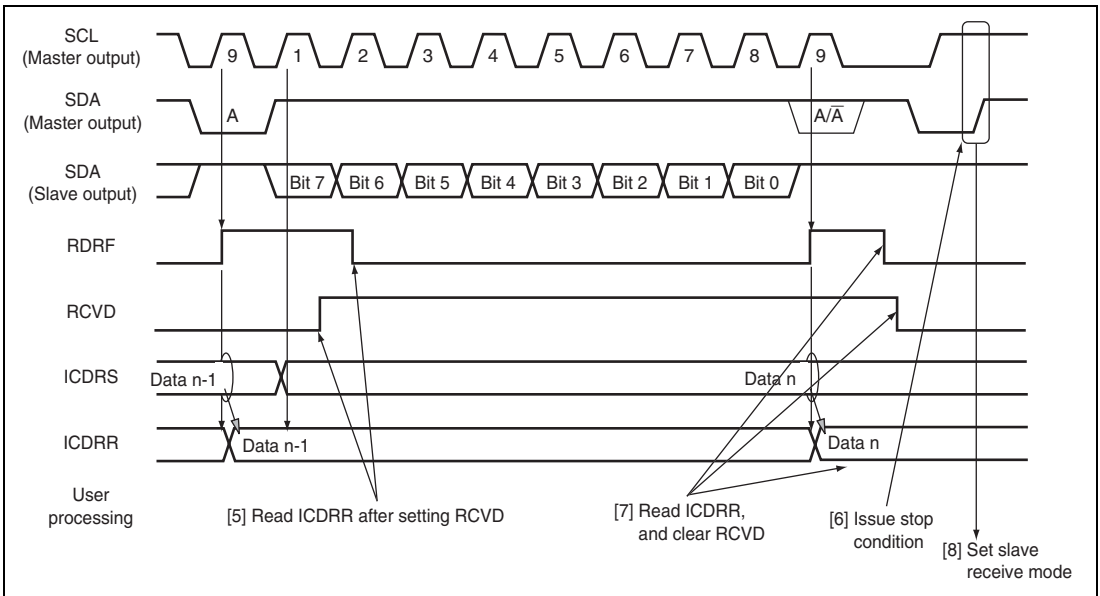 SCL
(Master output)
9 1 2 3 4 5 6 7 8 9
SDA
(Master output)
A A/A̅
SDA
(Slave output)
Bit 7 Bit 6 Bit 5 Bit 4 Bit 3 Bit 2 Bit 1 Bit 0
RDRF
RCVD
ICDRS
Data n-1 Data n
ICDRR
Data n-1 Data n
User
processing
[5] Read ICDRR after setting RCVD
[7] Read ICDRR,
and clear RCVD
[6] Issue stop
condition
[8] Set slave
receive mode